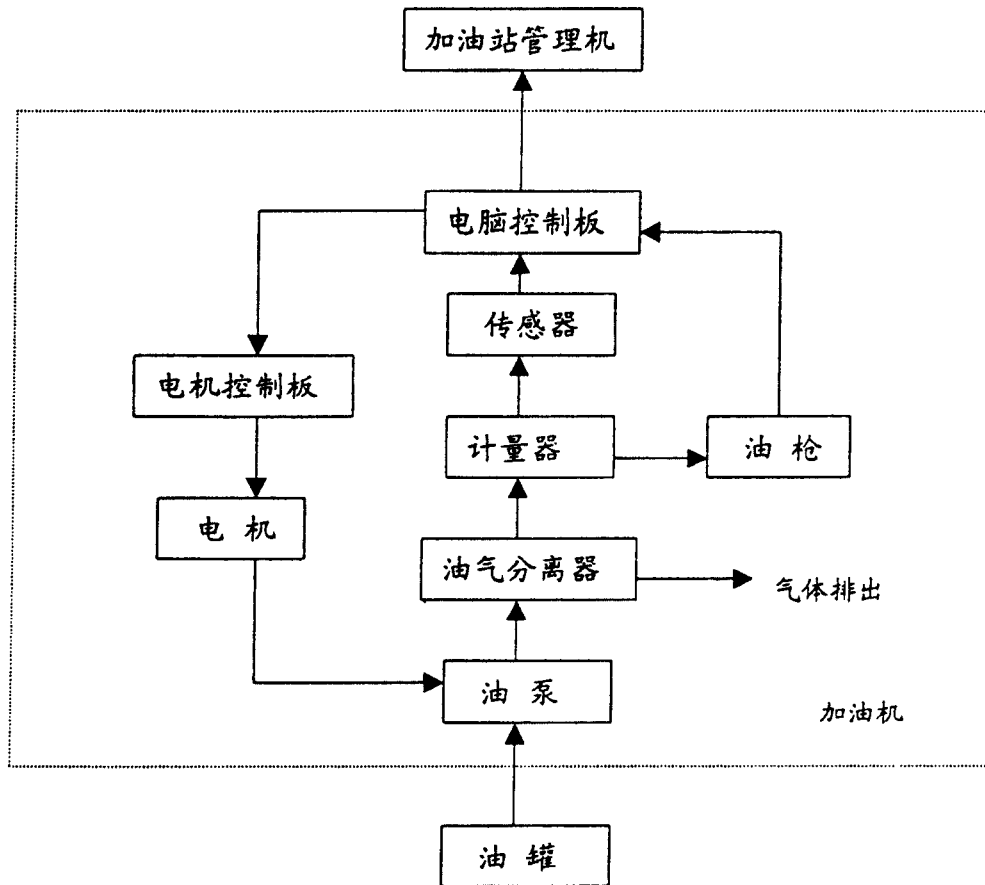 加油站管理机
电脑控制板
传感器
电机控制板
计量器
油 枪
电 机
油气分离器
气体排出
油 泵
加油机
油 罐